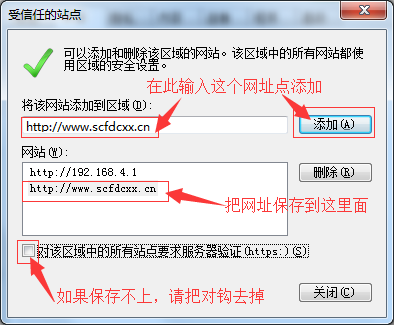 受信任的站点
可以添加和删除该区域的网站。该区域中的所有网站都使
用区域的安全设置。
在此输入这个网址点添加
将该网站添加到区域(D):
http://www.scfdcxx.cn
添加(A)
网站(W):
http://192.168.4.1
http://www.scfdcxx.cn
删除(R)
把网址保存到这里面
对该区域中的所有站点要求服务器验证(https:)(S)
如果保存不上，请把对钩去掉
关闭(C)